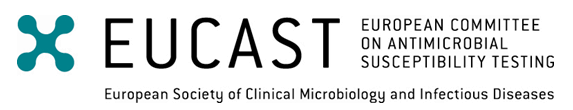 EUCAST
EUROPEAN COMMITTEE
ON ANTIMICROBIAL
SUSCEPTIBILITY TESTING
European Society of Clinical Microbiology and Infectious Diseases